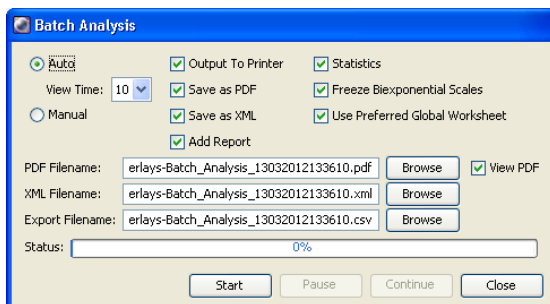 Batch Analysis
Auto Output To Printer Statistics
View Time: 10 Save as PDF Freeze Biexponential Scales
Manual Save as XML Use Preferred Global Worksheet
Add Report
PDF Filename: erlays-Batch_Analysis_13032012133610.pdf Browse View PDF
XML Filename: erlays-Batch_Analysis_13032012133610.xml Browse
Export Filename: erlays-Batch_Analysis_13032012133610.csv Browse
Status: 0%
Start Pause Continue Close